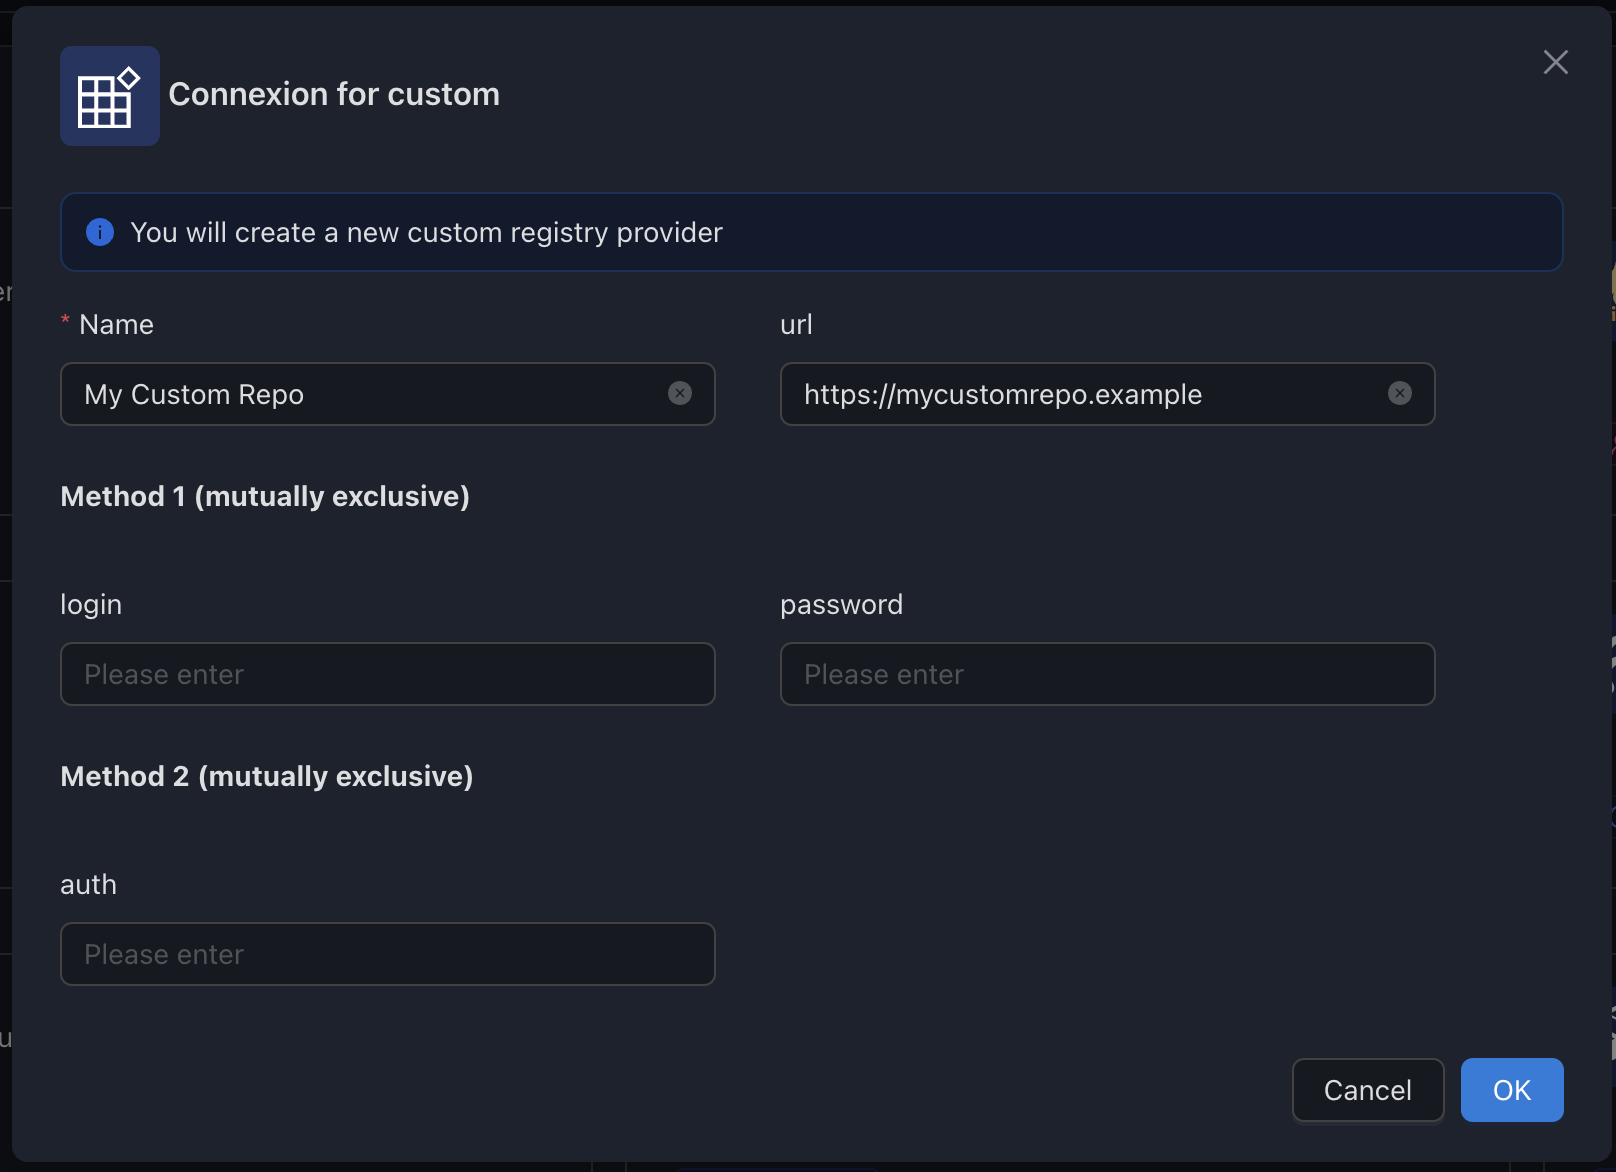 Connexion for custom
You will create a new custom registry provider
* Name
url
My Custom Repo
https://mycustomrepo.example
Method 1 (mutually exclusive)
login
password
Please enter
Please enter
Method 2 (mutually exclusive)
auth
Please enter
Cancel
OK